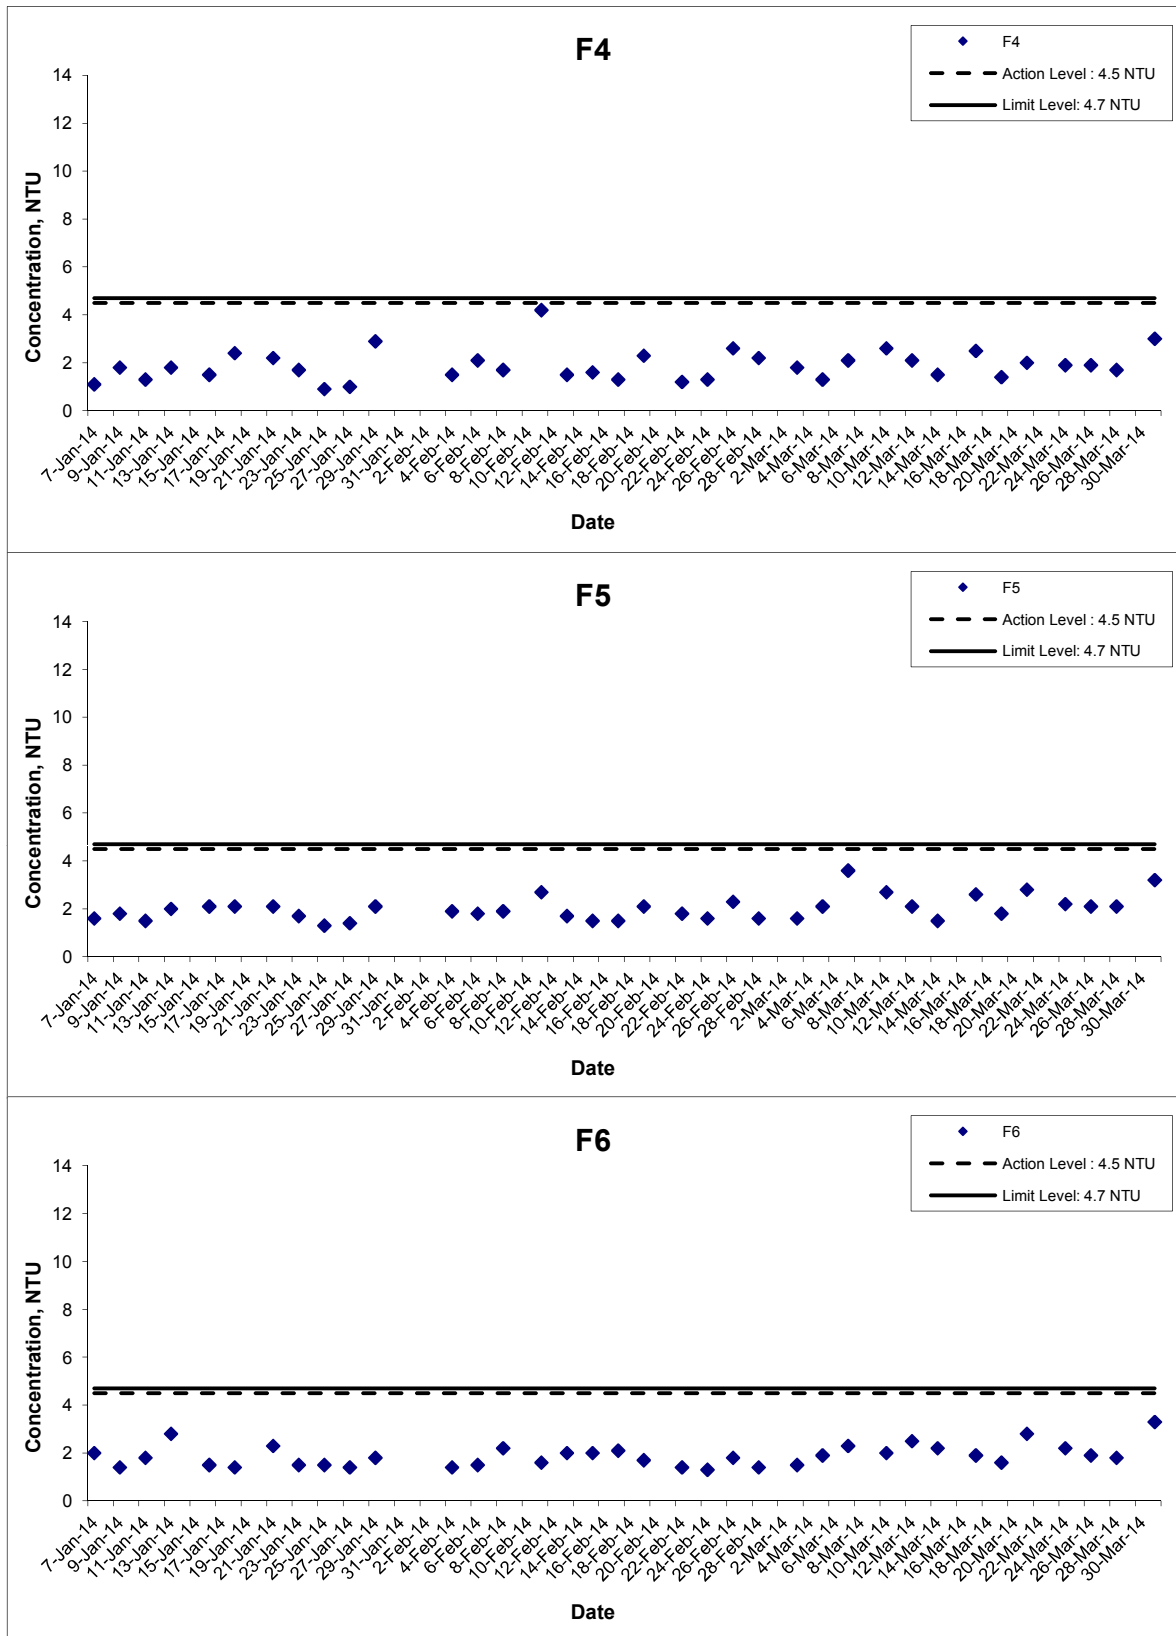 F4
F4
Action Level : 4.5 NTU
Limit Level: 4.7 NTU
14
12
10
8
6
4
2
0
Concentration, NTU
7-Jan-14
9-Jan-14
11-Jan-14
13-Jan-14
15-Jan-14
17-Jan-14
19-Jan-14
21-Jan-14
23-Jan-14
25-Jan-14
27-Jan-14
29-Jan-14
31-Jan-14
2-Feb-14
4-Feb-14
6-Feb-14
8-Feb-14
10-Feb-14
12-Feb-14
14-Feb-14
16-Feb-14
18-Feb-14
20-Feb-14
22-Feb-14
24-Feb-14
26-Feb-14
28-Feb-14
2-Mar-14
4-Mar-14
6-Mar-14
8-Mar-14
10-Mar-14
12-Mar-14
14-Mar-14
16-Mar-14
18-Mar-14
20-Mar-14
22-Mar-14
24-Mar-14
26-Mar-14
28-Mar-14
30-Mar-14
Date
F5
F5
Action Level : 4.5 NTU
Limit Level: 4.7 NTU
14
12
10
8
6
4
2
0
Concentration, NTU
7-Jan-14
9-Jan-14
11-Jan-14
13-Jan-14
15-Jan-14
17-Jan-14
19-Jan-14
21-Jan-14
23-Jan-14
25-Jan-14
27-Jan-14
29-Jan-14
31-Jan-14
2-Feb-14
4-Feb-14
6-Feb-14
8-Feb-14
10-Feb-14
12-Feb-14
14-Feb-14
16-Feb-14
18-Feb-14
20-Feb-14
22-Feb-14
24-Feb-14
26-Feb-14
28-Feb-14
2-Mar-14
4-Mar-14
6-Mar-14
8-Mar-14
10-Mar-14
12-Mar-14
14-Mar-14
16-Mar-14
18-Mar-14
20-Mar-14
22-Mar-14
24-Mar-14
26-Mar-14
28-Mar-14
30-Mar-14
Date
F6
F6
Action Level : 4.5 NTU
Limit Level: 4.7 NTU
14
12
10
8
6
4
2
0
Concentration, NTU
7-Jan-14
9-Jan-14
11-Jan-14
13-Jan-14
15-Jan-14
17-Jan-14
19-Jan-14
21-Jan-14
23-Jan-14
25-Jan-14
27-Jan-14
29-Jan-14
31-Jan-14
2-Feb-14
4-Feb-14
6-Feb-14
8-Feb-14
10-Feb-14
12-Feb-14
14-Feb-14
16-Feb-14
18-Feb-14
20-Feb-14
22-Feb-14
24-Feb-14
26-Feb-14
28-Feb-14
2-Mar-14
4-Mar-14
6-Mar-14
8-Mar-14
10-Mar-14
12-Mar-14
14-Mar-14
16-Mar-14
18-Mar-14
20-Mar-14
22-Mar-14
24-Mar-14
26-Mar-14
28-Mar-14
30-Mar-14
Date